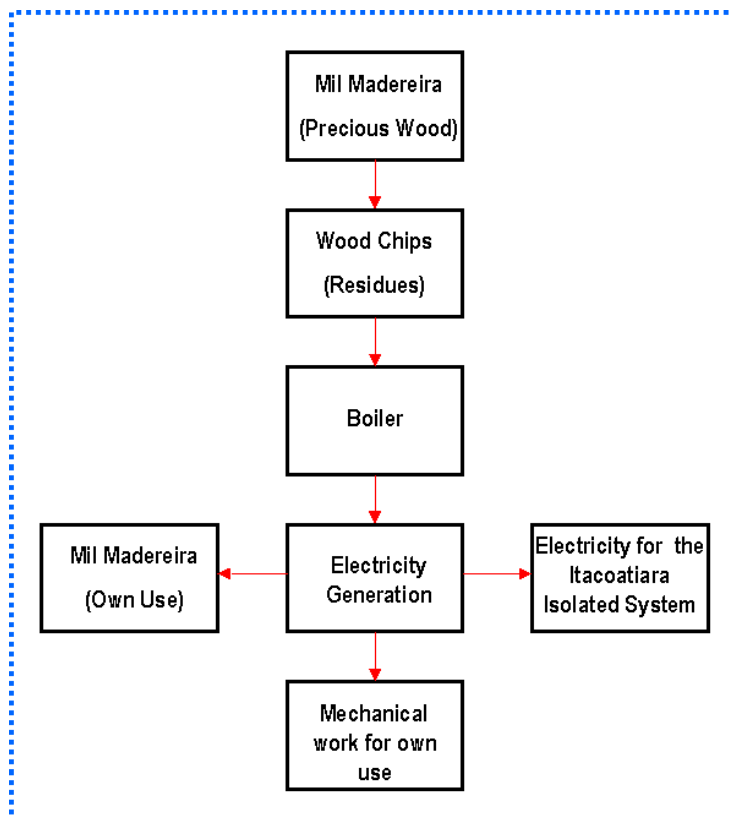 Mil Madereira
(Precious Wood)
Wood Chips
(Residues)
Boiler
Mil Madereira
(Own Use)
Electricity
Generation
Electricity for the
Itacoatiara
Isolated System
Mechanical
work for own
use